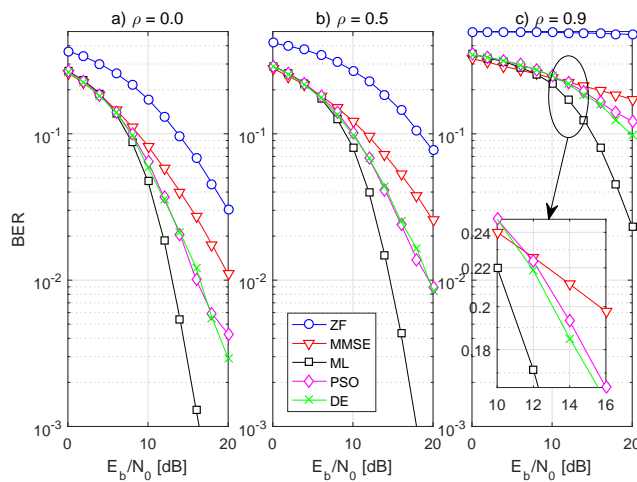 a) ρ = 0.0
b) ρ = 0.5
c) ρ = 0.9
BER
10^-1
10^-2
10^-3
0 10 20
E_b/N_0 [dB]
10^-1
10^-2
10^-3
0 10 20
E_b/N_0 [dB]
ZF
MMSE
ML
PSO
DE
10^-1
10^-2
10^-3
0 10 20
E_b/N_0 [dB]
0.24
0.22
0.2
0.18
10 12 14 16